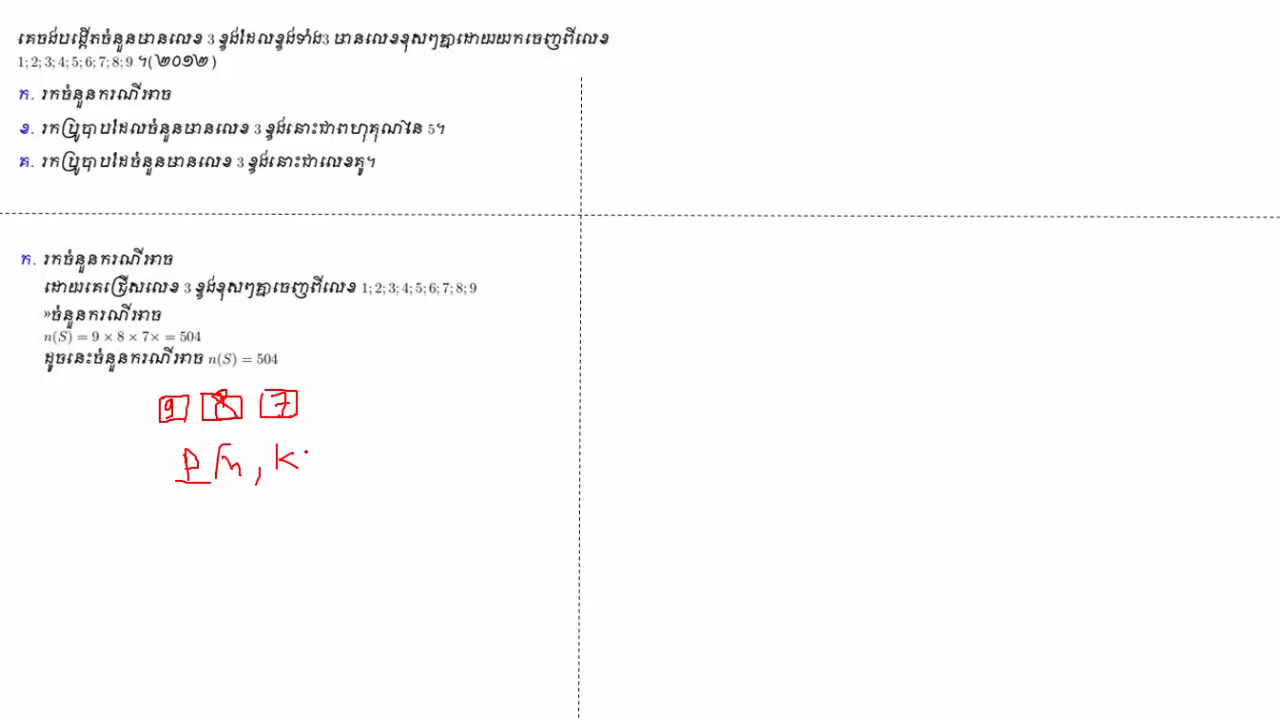 គេចង់បង្កើតចំនួនមានលេខ 3 ខ្ទង់ដែលខ្ទង់ទាំង3 មានលេខខុសៗគ្នាដោយយកចេញពីលេខ
1; 2; 3; 4; 5; 6; 7; 8; 9 ។(២០១២)
ក. រកចំនួនករណីអាច
ខ. រកប្រូបាបដែលចំនួនមានលេខ 3 ខ្ទង់នោះជាពហុគុណនៃ 5។
គ. រកប្រូបាបដែចំនួនមានលេខ 3 ខ្ទង់នោះជាលេខគូ។
ក. រកចំនួនករណីអាច
ដោយគេជ្រើសលេខ 3 ខ្ទង់ខុសៗគ្នាចេញពីលេខ 1; 2; 3; 4; 5; 6; 7; 8; 9
»ចំនួនករណីអាច
n(S) = 9 × 8 × 7× = 504
ដូចនេះចំនួនករណីអាច n(S) = 504
9 8 7
P(n, K